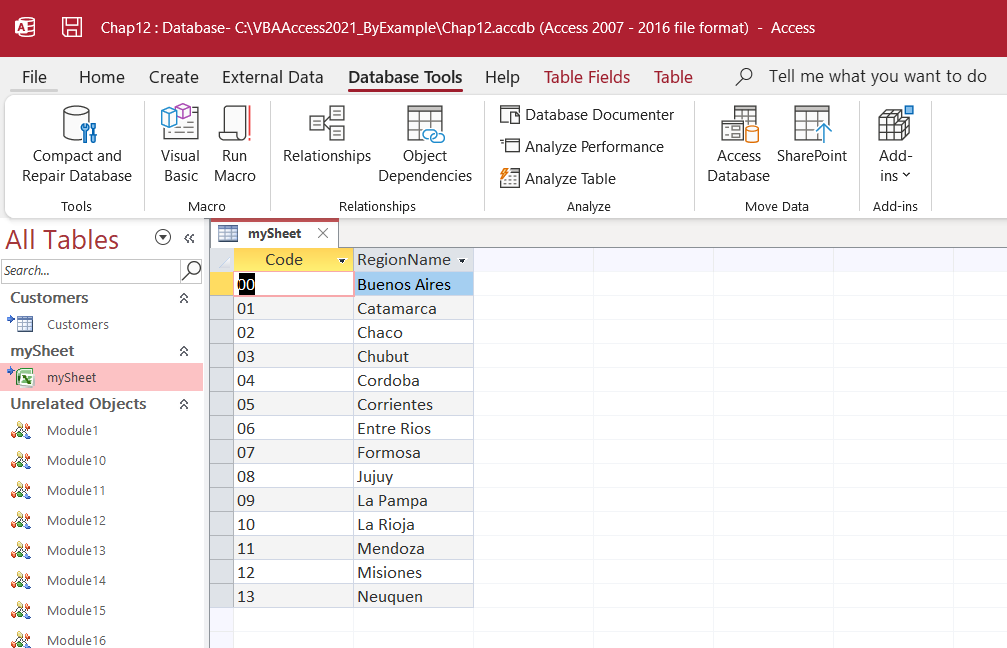 Chap12 : Database- C:\VBAAccess2021_ByExample\Chap12.accdb (Access 2007 - 2016 file format) - Access
File Home Create External Data Database Tools Help Table Fields Table Tell me what you want to do
Compact and
Repair Database
Tools
Visual
Basic
Run
Macro
Macro
Relationships
Object
Dependencies
Relationships
Database Documenter
Analyze Performance
Analyze Table
Analyze
Access
Database
SharePoint
Move Data
Add-
ins
Add-ins
All Tables
Search...
Customers
Customers
mySheet
mySheet
Unrelated Objects
Module1
Module10
Module11
Module12
Module13
Module14
Module15
Module16
mySheet
Code RegionName
00 Buenos Aires
01 Catamarca
02 Chaco
03 Chubut
04 Cordoba
05 Corrientes
06 Entre Rios
07 Formosa
08 Jujuy
09 La Pampa
10 La Rioja
11 Mendoza
12 Misiones
13 Neuquen